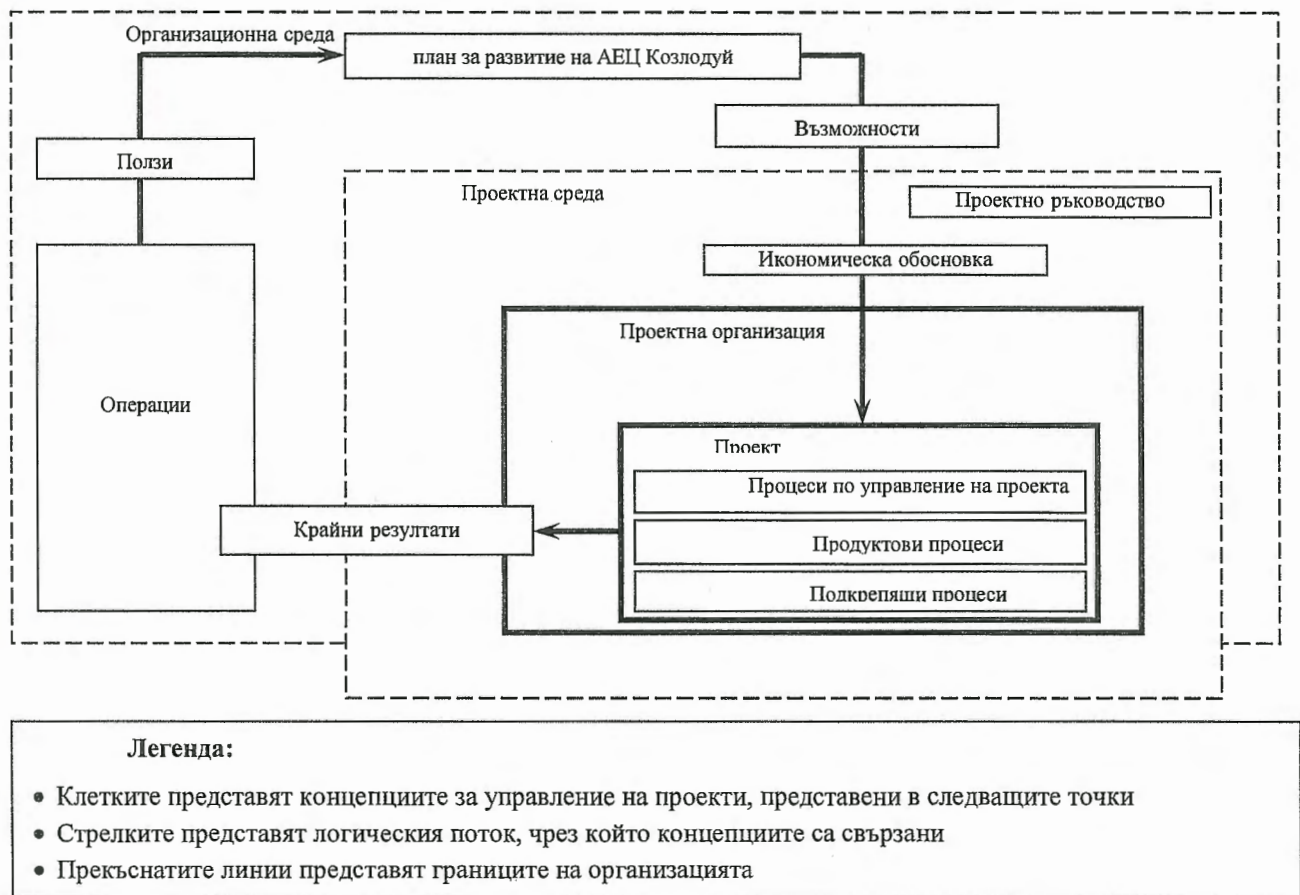 Организационна среда
план за развитие на АЕЦ Козлодуй
Възможности
Ползи
Проектна среда
Проектно ръководство
Икономическа обосновка
Проектна организация
Операции
Проект
Процеси по управление на проекта
Крайни резултати
Продуктови процеси
Подкрепящи процеси
Легенда:
• Клетките представят концепциите за управление на проекти, представени в следващите точки
• Стрелките представят логическия поток, чрез който концепциите са свързани
• Прекъснатите линии представят границите на организацията